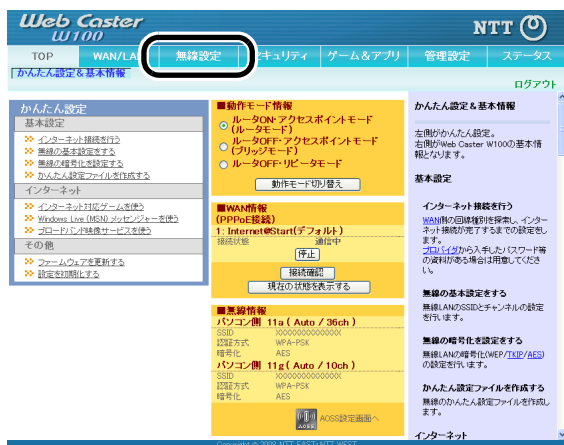 Web Caster
W100
NTT
TOP
WAN/LA
無線設定
セキュリティ
ゲーム＆アプリ
管理設定
ステータス
かんたん設定＆基本情報
ログアウト
かんたん設定
基本設定
インターネット接続を行う
無線の基本設定をする
無線の暗号化を設定する
かんたん設定ファイルを作成する
インターネット
インターネット対応ゲームを使う
Windows Live (MSN) メッセンジャーを使う
ブロードバンド映像サービスを使う
その他
ファームウェアを更新する
設定を初期化する
■動作モード情報
ルータON・アクセスポイントモード
(ルータモード)
ルータOFF・アクセスポイントモード
(ブリッジモード)
ルータOFF・リピータモード
動作モード切り替え
■WAN情報
(PPPoE接続)
1: Internet@Start(デフォルト)
接続状態 通信中
停止
接続確認
現在の状態を表示する
■無線情報
パソコン側 11a ( Auto / 36ch )
SSID XXXXXXXXXXXXX
認証方式 WPA-PSK
暗号化 AES
パソコン側 11g ( Auto / 10ch )
SSID XXXXXXXXXXXXX
認証方式 WPA-PSK
暗号化 AES
AOSS
AOSS設定画面へ
かんたん設定＆基本情報
左側がかんたん設定。
右側がWeb Caster W100の基本情
報となります。
基本設定
インターネット接続を行う
WAN側の回線種別を探索し、インター
ネット接続が完了するまでの設定をし
ます。
プロバイダから入手したパスワード等
の資料がある場合は用意してくださ
い。
無線の基本設定をする
無線LANのSSIDとチャンネルの設定
を行います。
無線の暗号化を設定する
無線LANの暗号化(WEP/TKIP/AES)
の設定を行います。
かんたん設定ファイルを作成する
無線のかんたん設定ファイルを作成し
ます。
インターネット
Copyright © 2008 NTT EAST・NTT WEST